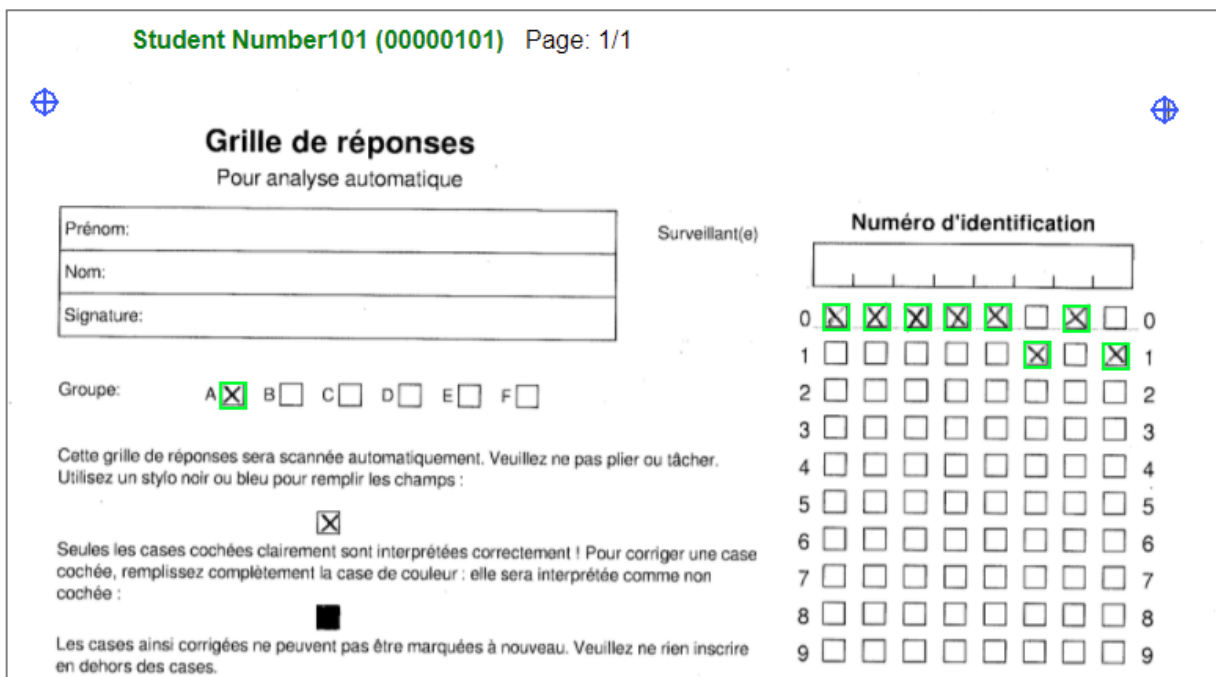 Student Number101 (00000101) Page: 1/1
Grille de réponses
Pour analyse automatique
Prénom:
Nom:
Signature:
Surveillant(e)
Numéro d'identification
Groupe:
A B C D E F
0 0
1 1
2 2
3 3
4 4
5 5
6 6
7 7
8 8
9 9
Cette grille de réponses sera scannée automatiquement. Veuillez ne pas plier ou tâcher.
Utilisez un stylo noir ou bleu pour remplir les champs :
Seules les cases cochées clairement sont interprétées correctement ! Pour corriger une case
cochée, remplissez complètement la case de couleur : elle sera interprétée comme non
cochée :
Les cases ainsi corrigées ne peuvent pas être marquées à nouveau. Veuillez ne rien inscrire
en dehors des cases.